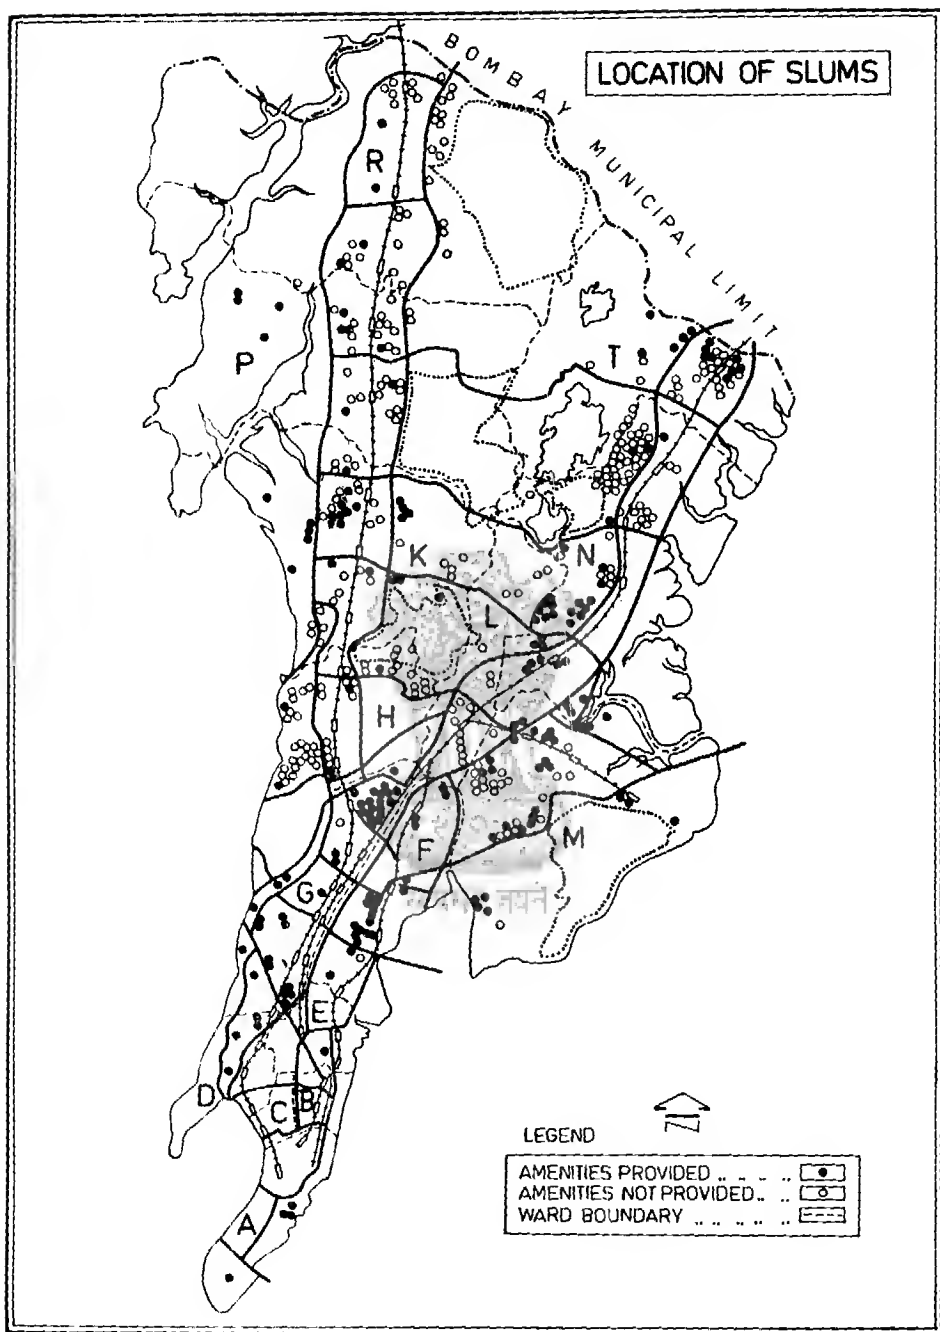 LOCATION OF SLUMS
BOMBAY MUNICIPAL LIMIT
R
P
T
K
N
L
H
F
M
G
E
D
C
B
A
N
LEGEND
AMENITIES PROVIDED .. .. .. ..
AMENITIES NOT PROVIDED.. ..
WARD BOUNDARY .. .. .. .. ..